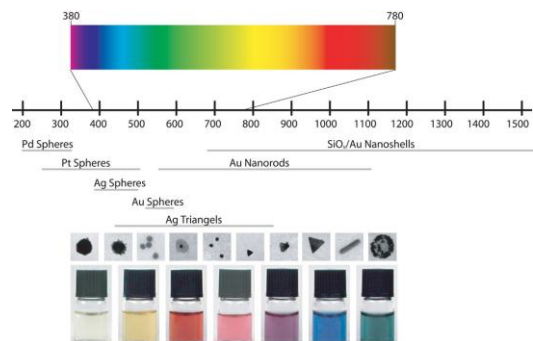 380 780
200 300 400 500 600 700 800 900 1000 1100 1200 1300 1400 1500
Pd Spheres SiOₓ/Au Nanoshells
Pt Spheres Au Nanorods
Ag Spheres
Au Spheres
Ag Triangels